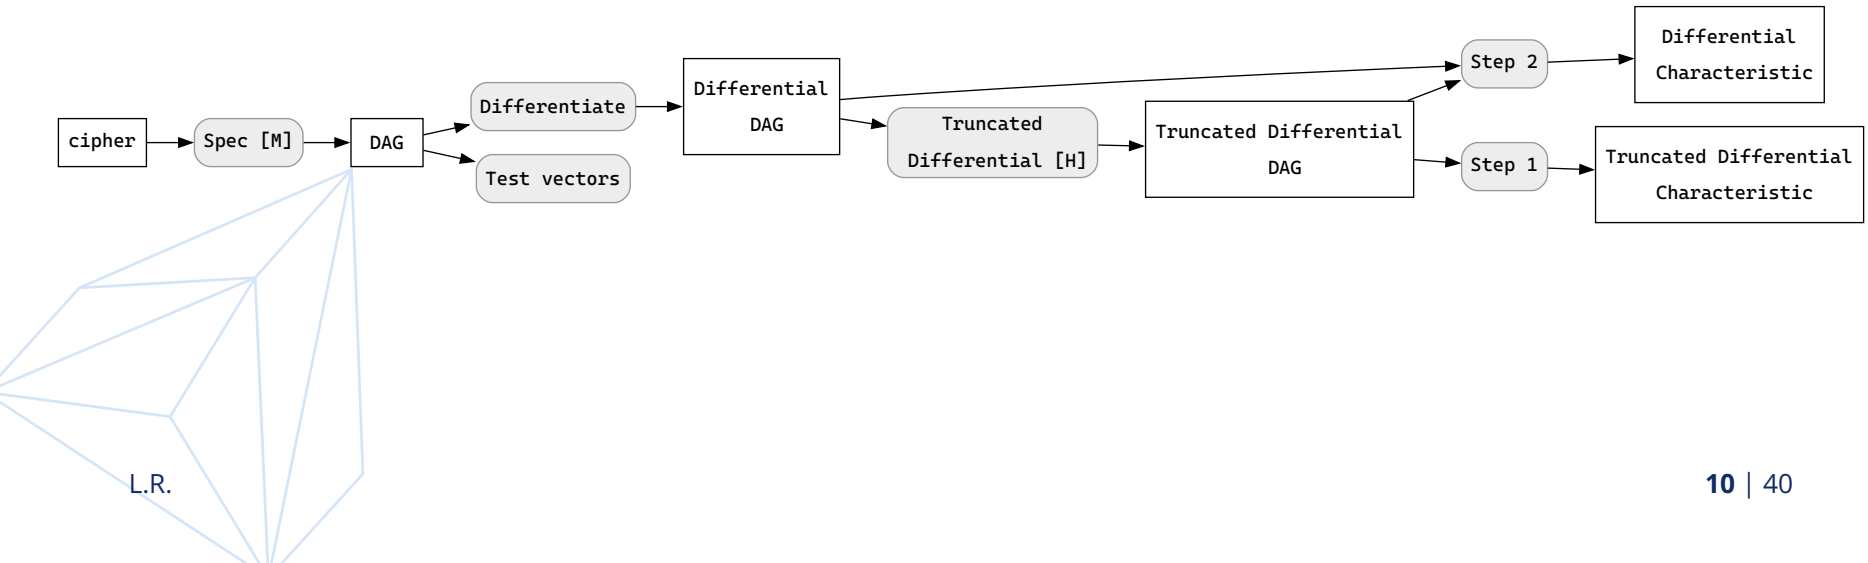 cipher
Spec [M]
DAG
Differentiate
Test vectors
Differential
DAG
Truncated
Differential [H]
Truncated Differential
DAG
Step 2
Step 1
Differential
Characteristic
Truncated Differential
Characteristic
L.R.
10 | 40